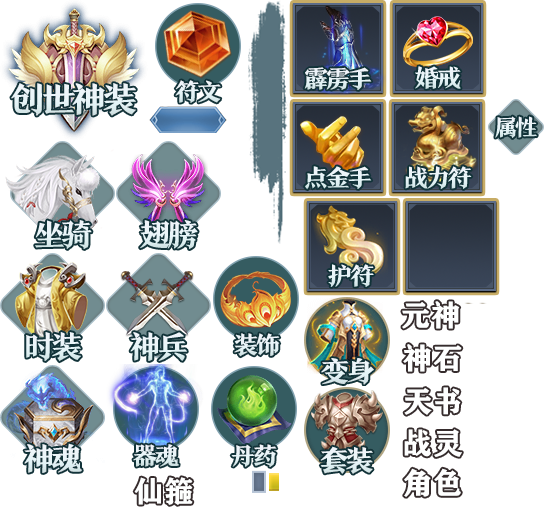 创世神装
符文
霹雳手
婚戒
属性
点金手
战力符
坐骑
翅膀
护符
时装
神兵
装饰
变身
元神
神石
天书
战灵
角色
神魂
器魂
丹药
套装
仙箍